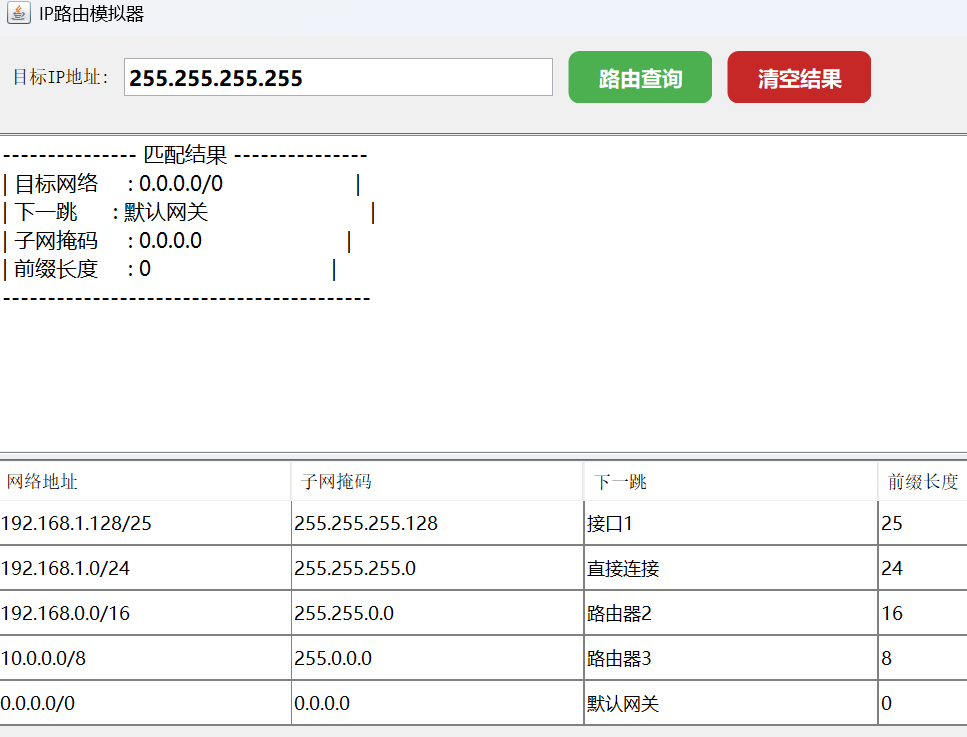 IP路由模拟器
目标IP地址: 255.255.255.255 路由查询 清空结果
--------------- 匹配结果 ---------------
| 目标网络 : 0.0.0.0/0 |
| 下一跳 : 默认网关 |
| 子网掩码 : 0.0.0.0 |
| 前缀长度 : 0 |
-----------------------------------------
网络地址 子网掩码 下一跳 前缀长度
192.168.1.128/25 255.255.255.128 接口1 25
192.168.1.0/24 255.255.255.0 直接连接 24
192.168.0.0/16 255.255.0.0 路由器2 16
10.0.0.0/8 255.0.0.0 路由器3 8
0.0.0.0/0 0.0.0.0 默认网关 0